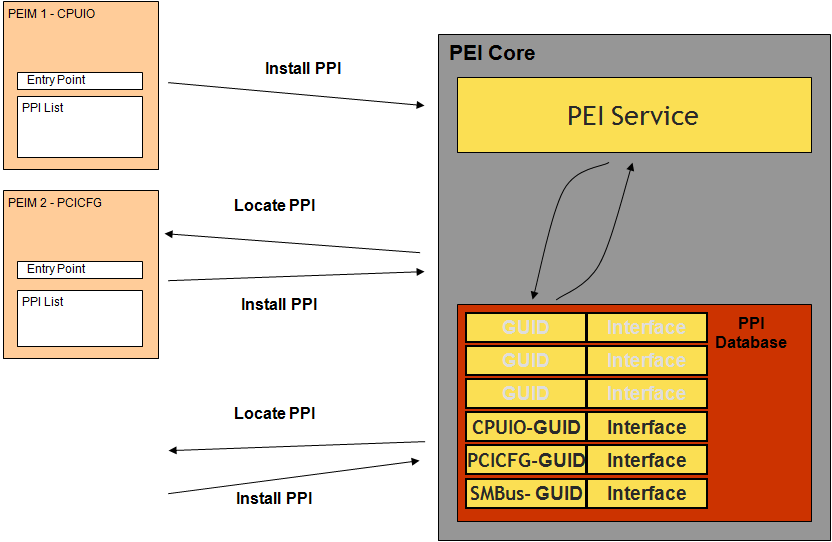 PEIM 1 - CPUIO
Entry Point
PPI List
Install PPI
PEI Core
PEI Service
PEIM 2 - PCICFG
Entry Point
PPI List
Locate PPI
Install PPI
PPI
Database
GUID Interface
GUID Interface
GUID Interface
CPUIO-GUID Interface
PCICFG-GUID Interface
SMBus- GUID Interface
Locate PPI
Install PPI